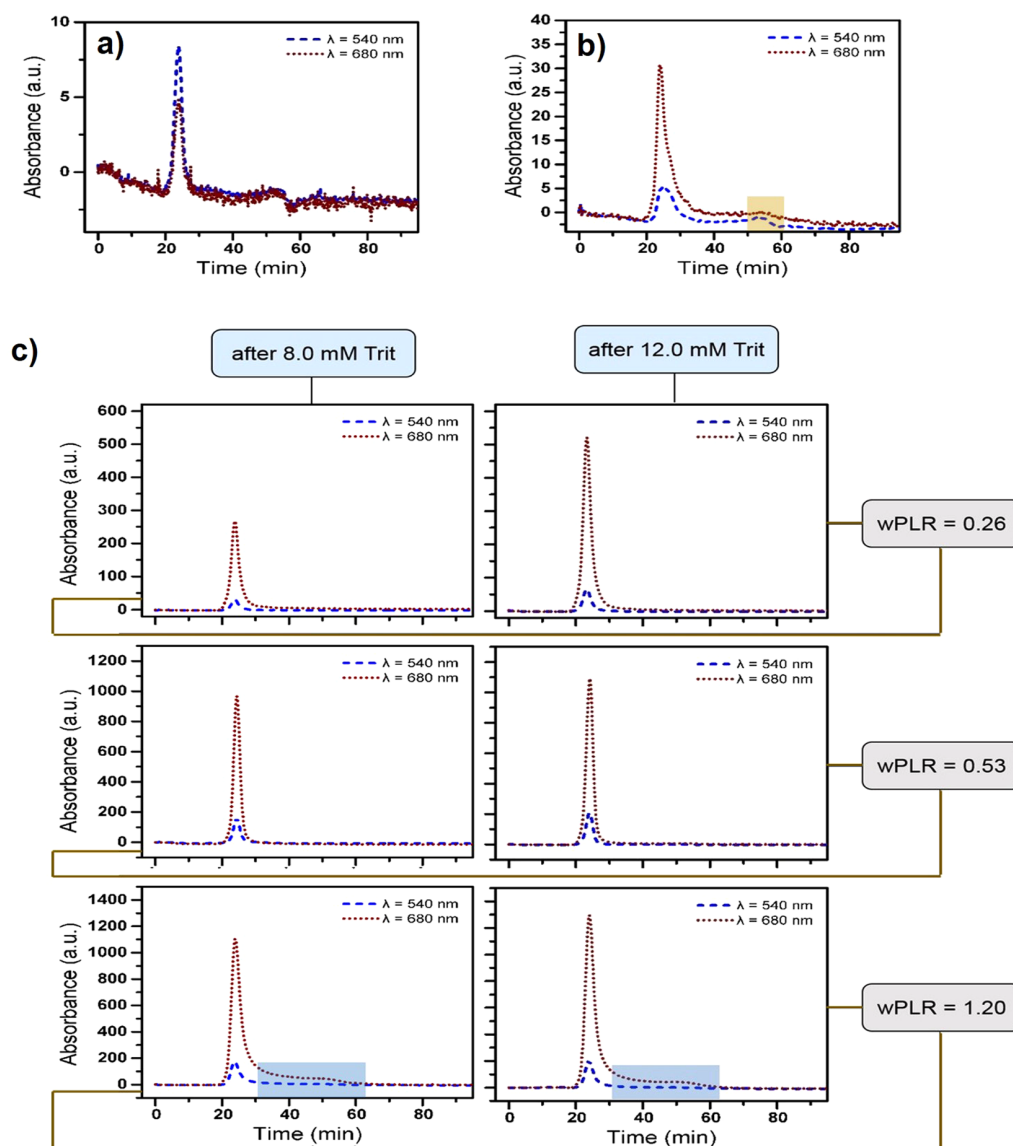 a)
λ = 540 nm
λ = 680 nm
10
5
0
Absorbance (a.u.)
0 20 40 60 80
Time (min)
b)
λ = 540 nm
λ = 680 nm
40
35
30
25
20
15
10
5
0
Absorbance (a.u.)
0 20 40 60 80
Time (min)
c)
after 8.0 mM Trit
after 12.0 mM Trit
600
500
400
300
200
100
0
Absorbance (a.u.)
λ = 540 nm
λ = 680 nm
λ = 540 nm
λ = 680 nm
wPLR = 0.26
1200
1000
800
600
400
200
0
Absorbance (a.u.)
λ = 540 nm
λ = 680 nm
λ = 540 nm
λ = 680 nm
wPLR = 0.53
1400
1200
1000
800
600
400
200
0
Absorbance (a.u.)
λ = 540 nm
λ = 680 nm
λ = 540 nm
λ = 680 nm
wPLR = 1.20
0 20 40 60 80
Time (min)
0 20 40 60 80
Time (min)